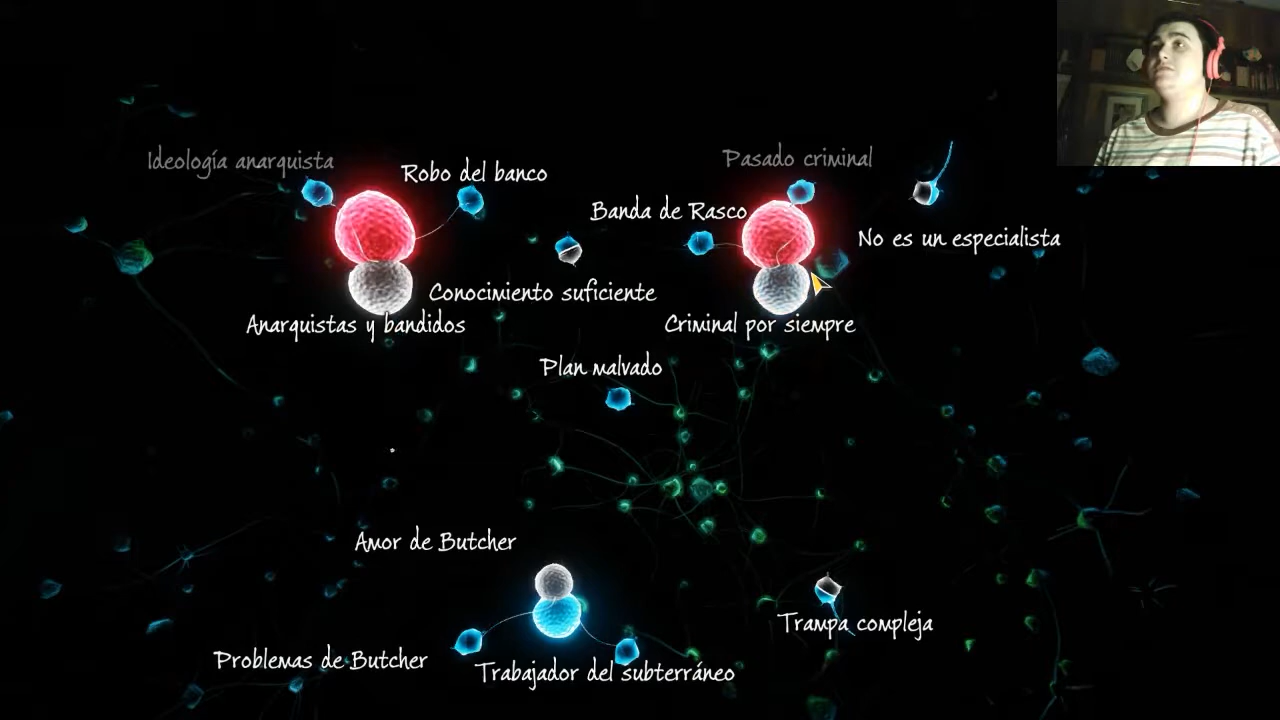 Ideología anarquista
Robo del banco
Pasado criminal
Banda de Rasco
No es un especialista
Conocimiento suficiente
Anarquistas y bandidos
Criminal por siempre
Plan malvado
Amor de Butcher
Trampa compleja
Problemas de Butcher
Trabajador del subterráneo